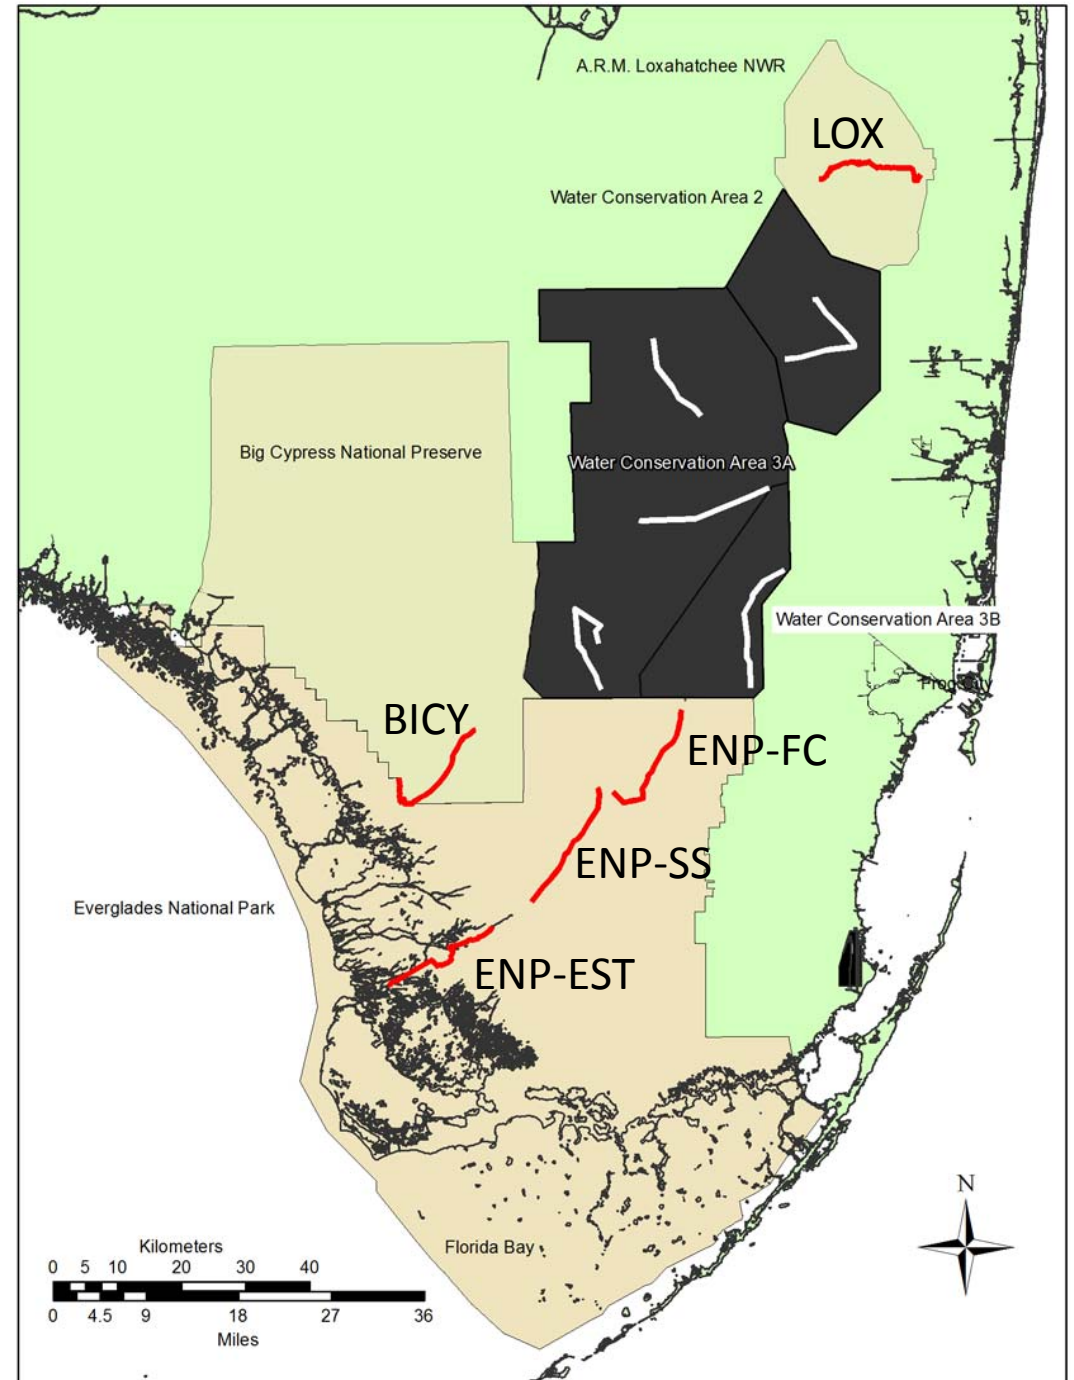 A.R.M. Loxahatchee NWR
LOX
Water Conservation Area 2
Big Cypress National Preserve
Water Conservation Area 3A
Water Conservation Area 3B
Frog City
BICY
ENP-FC
ENP-SS
Everglades National Park
ENP-EST
N
Florida Bay
Kilometers
0 5 10 20 30 40
0 4.5 9 18 27 36
Miles